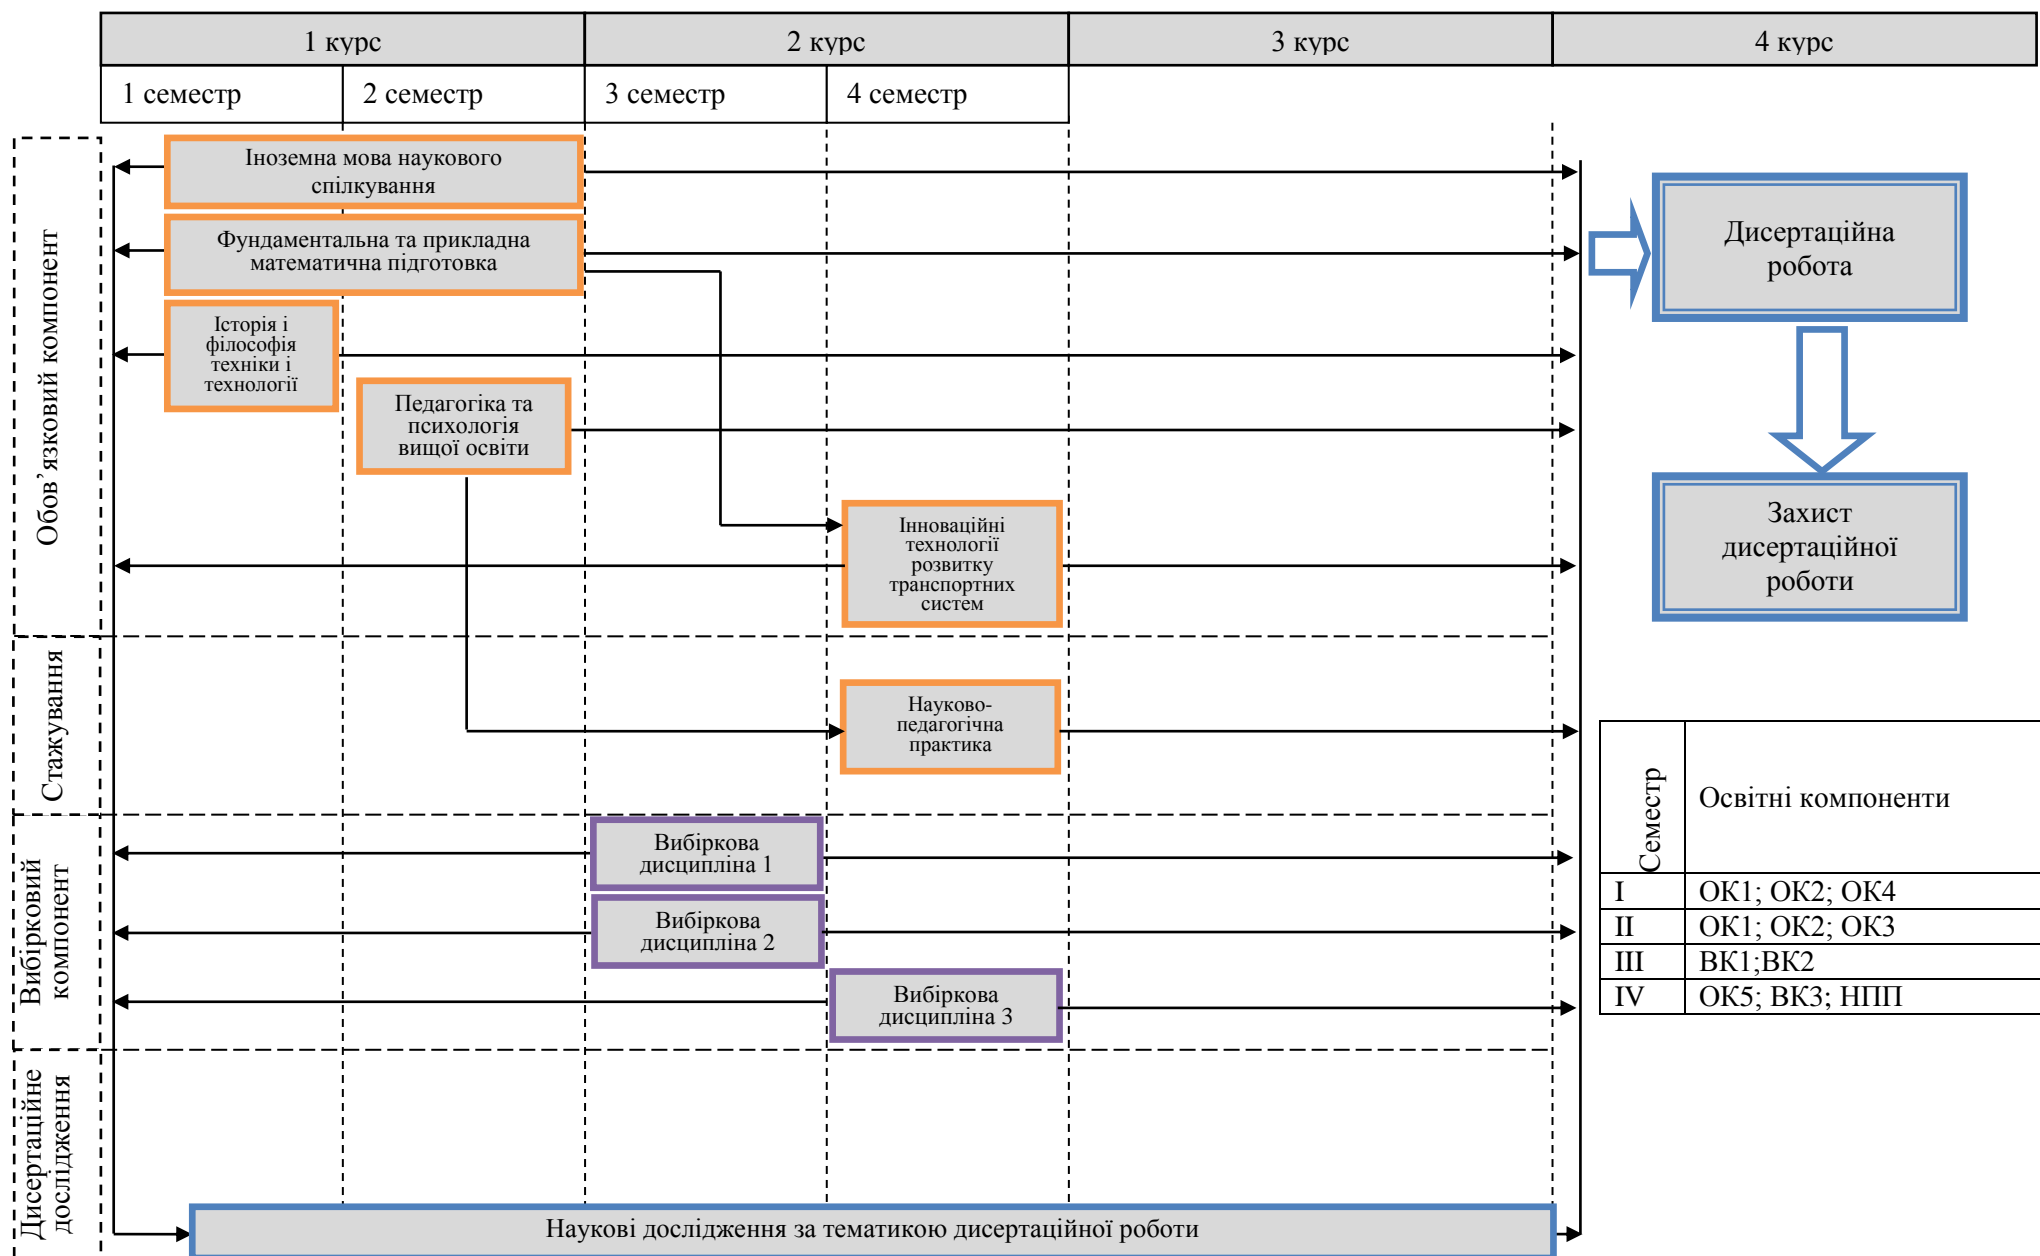 1 курс
2 курс
3 курс
4 курс
1 семестр
2 семестр
3 семестр
4 семестр
Обов’язковий компонент
Іноземна мова наукового
спілкування
Фундаментальна та прикладна
математична підготовка
Історія і
філософія
техніки і
технології
Педагогіка та
психологія
вищої освіти
Інноваційні
технології
розвитку
транспортних
систем
Дисертаційна
робота
Захист
дисертаційної
роботи
Стажування
Науково-
педагогічна
практика
Вибірковий
компонент
Вибіркова
дисципліна 1
Вибіркова
дисципліна 2
Вибіркова
дисципліна 3
Семестр
Освітні компоненти
I
ОК1; ОК2; ОК4
II
ОК1; ОК2; ОК3
III
ВК1;ВК2
IV
ОК5; ВК3; НПП
Дисертаційне
дослідження
Наукові дослідження за тематикою дисертаційної роботи